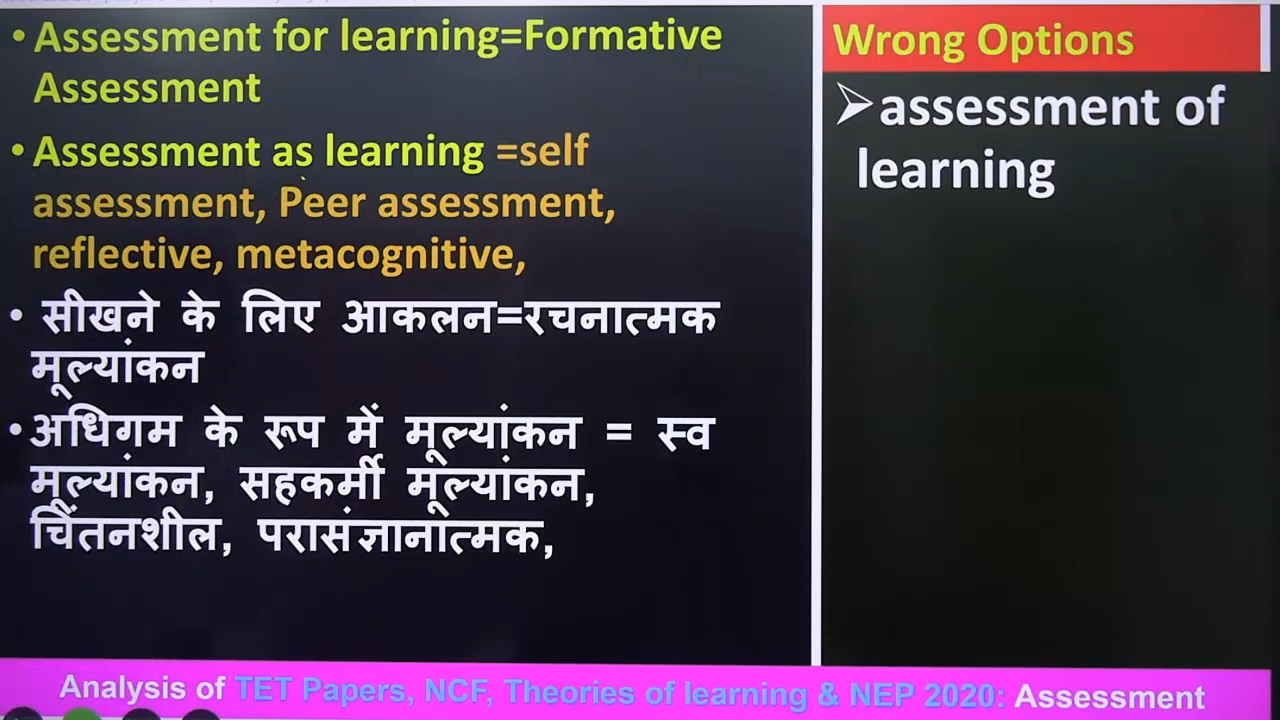 • Assessment for learning=Formative
Assessment
• Assessment as learning =self
assessment, Peer assessment,
reflective, metacognitive,
• सीखने के लिए आकलन=रचनात्मक
मूल्यांकन
• अधिगम के रूप में मूल्यांकन = स्व
मूल्यांकन, सहकर्मी मूल्यांकन,
चिंतनशील, परासंज्ञानात्मक,
Wrong Options
➢assessment of
learning
Analysis of TET Papers, NCF, Theories of learning & NEP 2020: Assessment